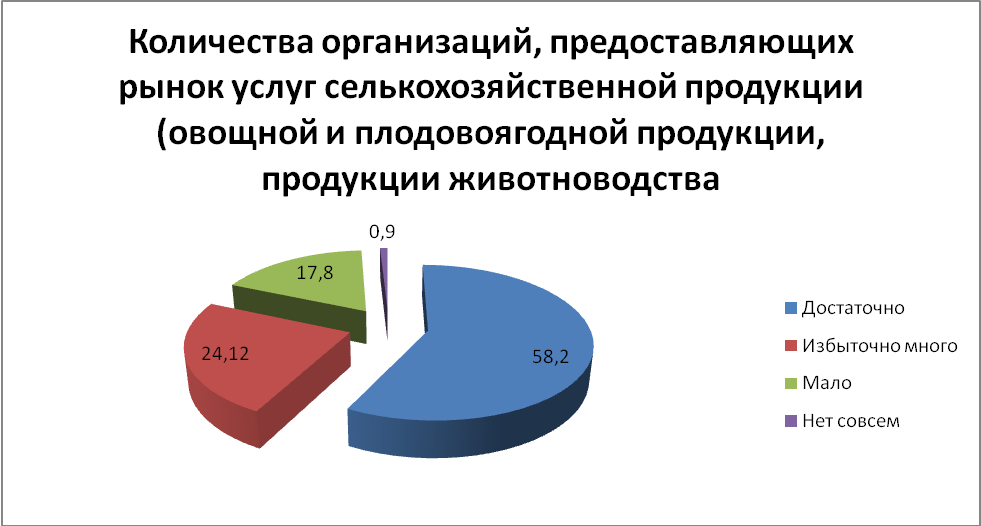 Количества организаций, предоставляющих
рынок услуг селькохозяйственной продукции
(овощной и плодовоягодной продукции,
продукции животноводства
0,9
17,8
24,12
58,2
Достаточно
Избыточно много
Мало
Нет совсем